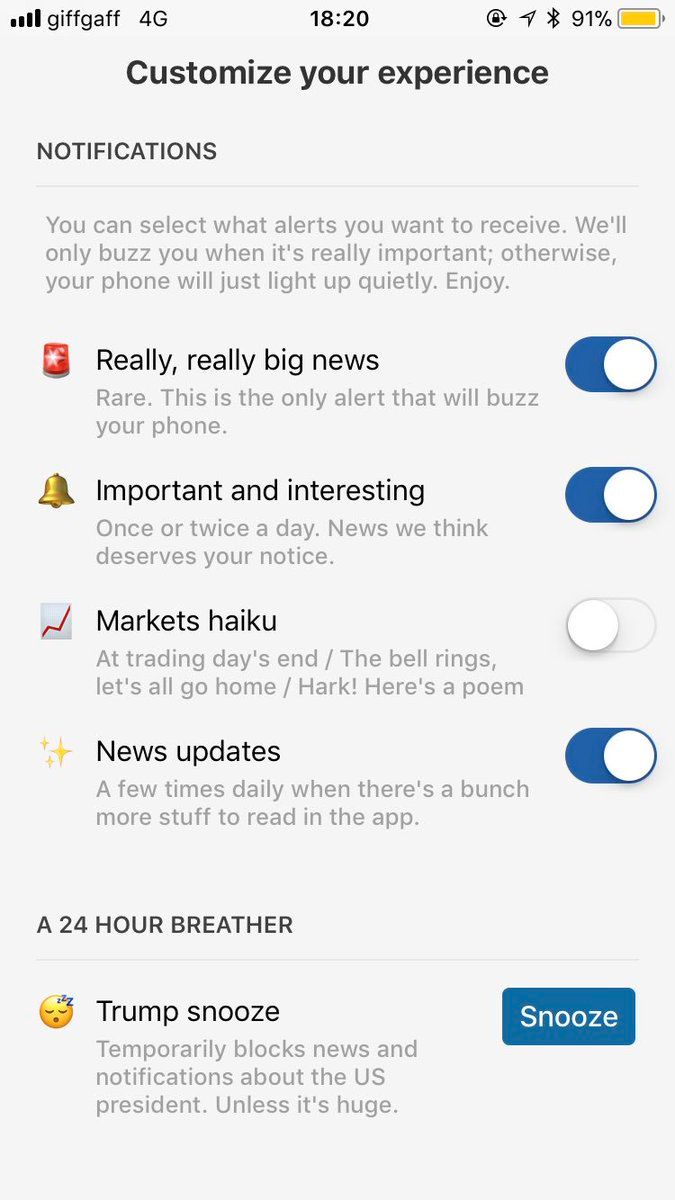 giffgaff 4G 18:20 91%
Customize your experience
NOTIFICATIONS
You can select what alerts you want to receive. We'll
only buzz you when it's really important; otherwise,
your phone will just light up quietly. Enjoy.
Really, really big news
Rare. This is the only alert that will buzz
your phone.
Important and interesting
Once or twice a day. News we think
deserves your notice.
Markets haiku
At trading day's end / The bell rings,
let's all go home / Hark! Here's a poem
News updates
A few times daily when there's a bunch
more stuff to read in the app.
A 24 HOUR BREATHER
Trump snooze
Snooze
Temporarily blocks news and
notifications about the US
president. Unless it's huge.